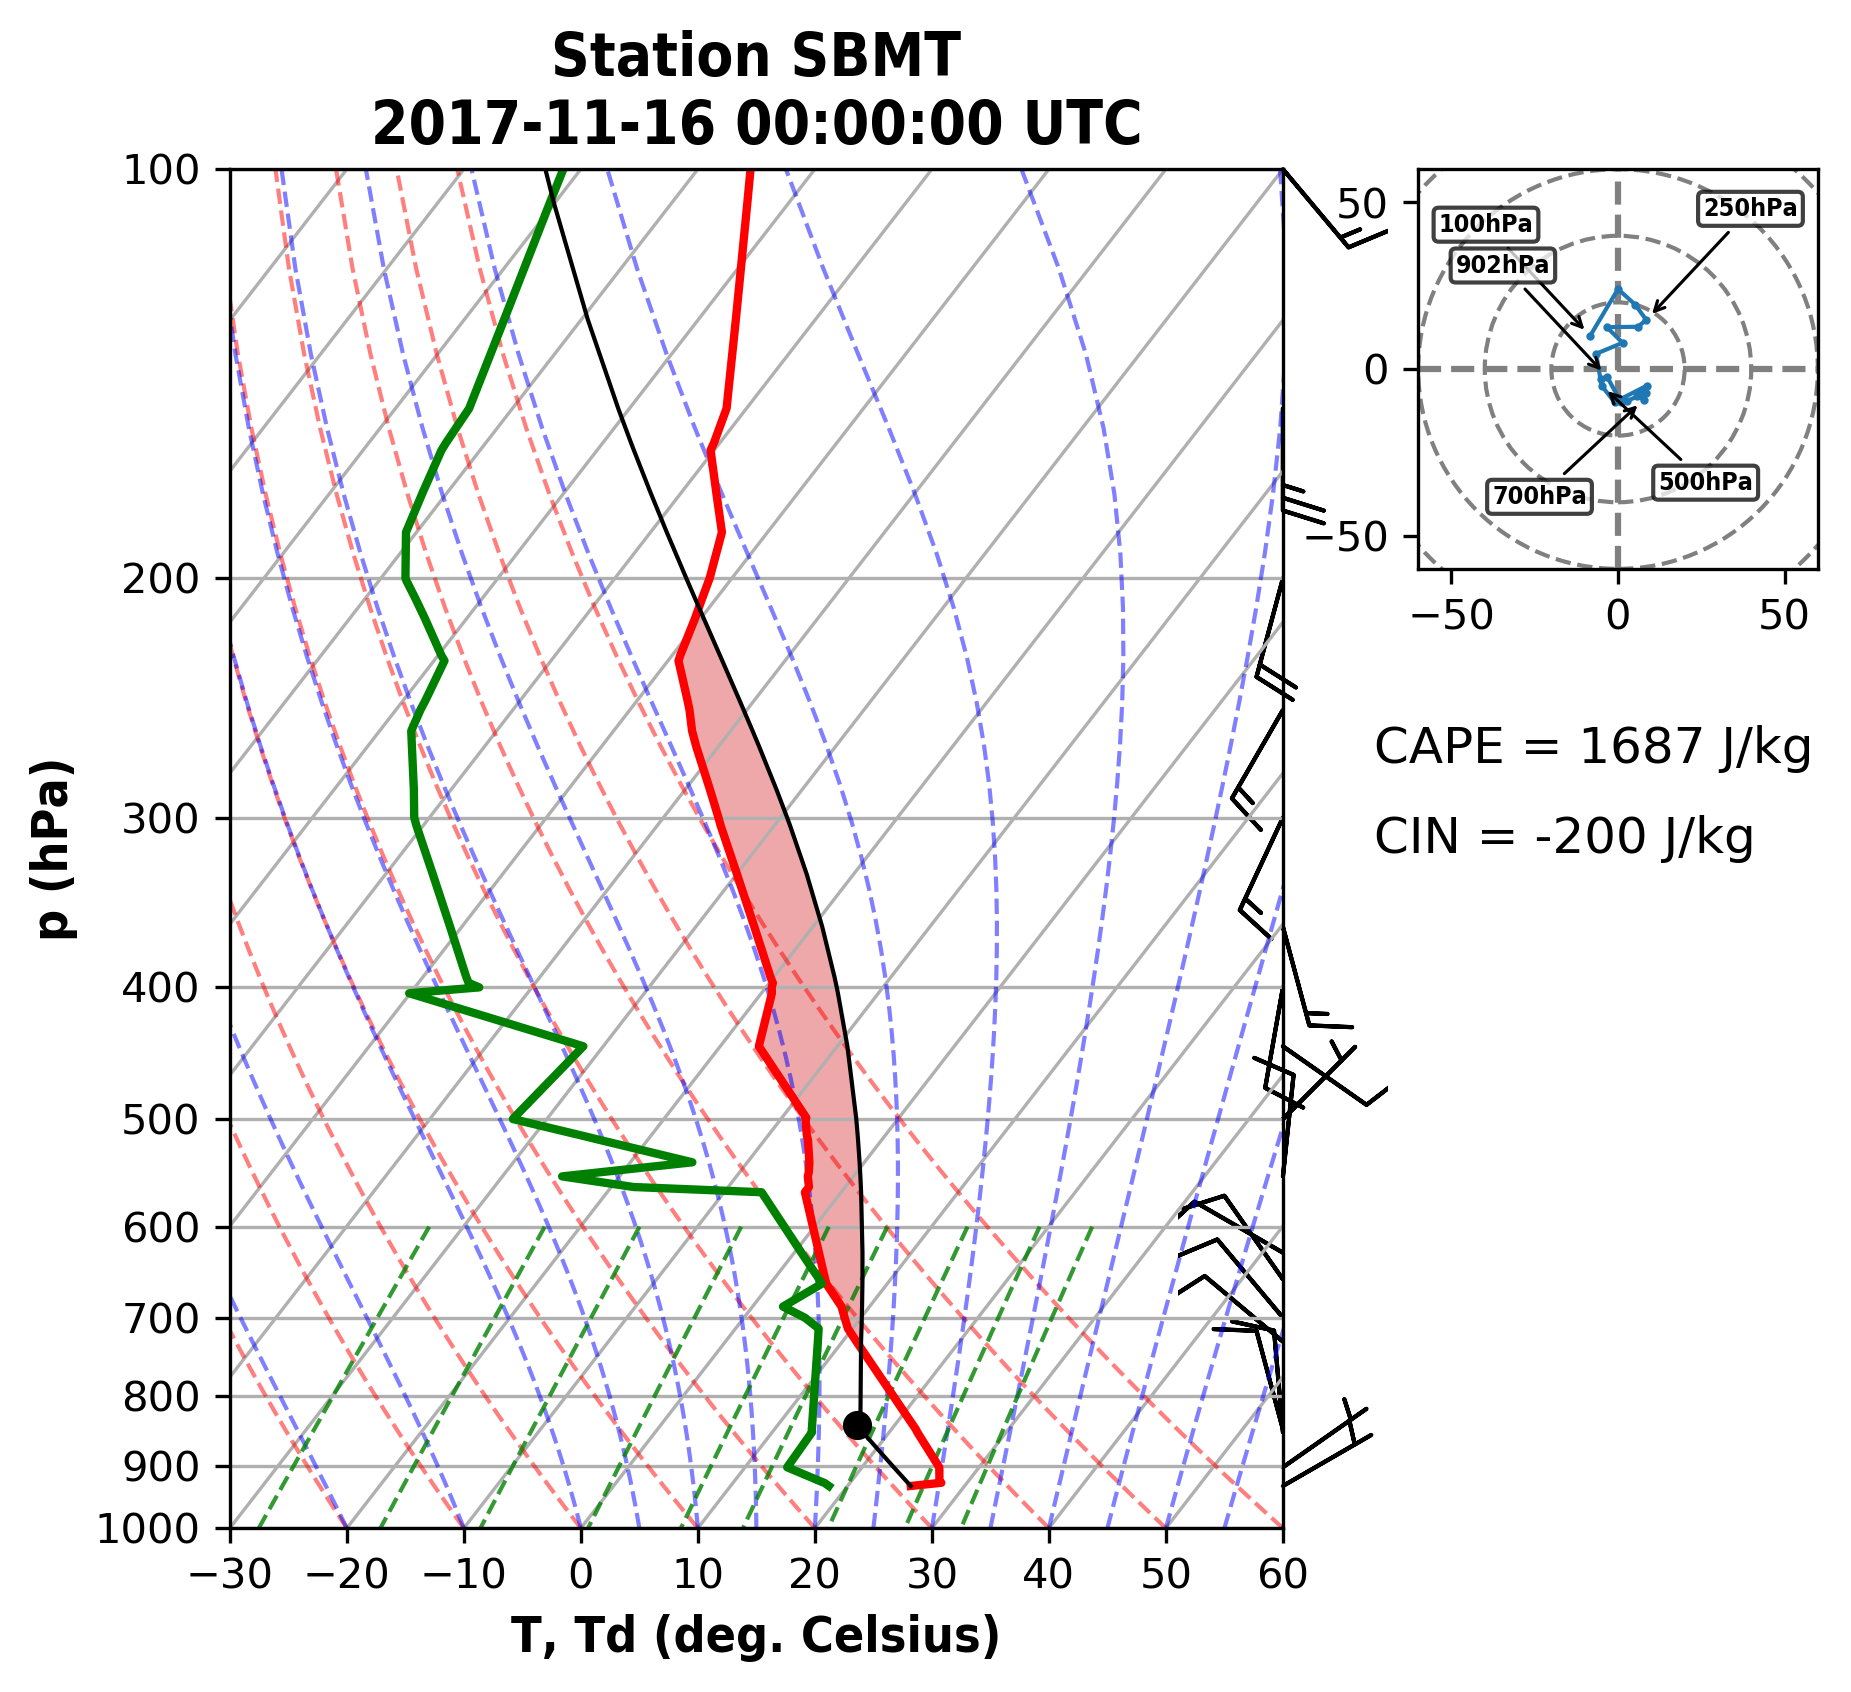 Station SBMT
2017-11-16 00:00:00 UTC
p (hPa)
100
200
300
400
500
600
700
800
900
1000
−30
−20
−10
0
10
20
30
40
50
60
T, Td (deg. Celsius)
50
0
−50
−50
0
50
100hPa
250hPa
902hPa
700hPa
500hPa
CAPE = 1687 J/kg
CIN = -200 J/kg